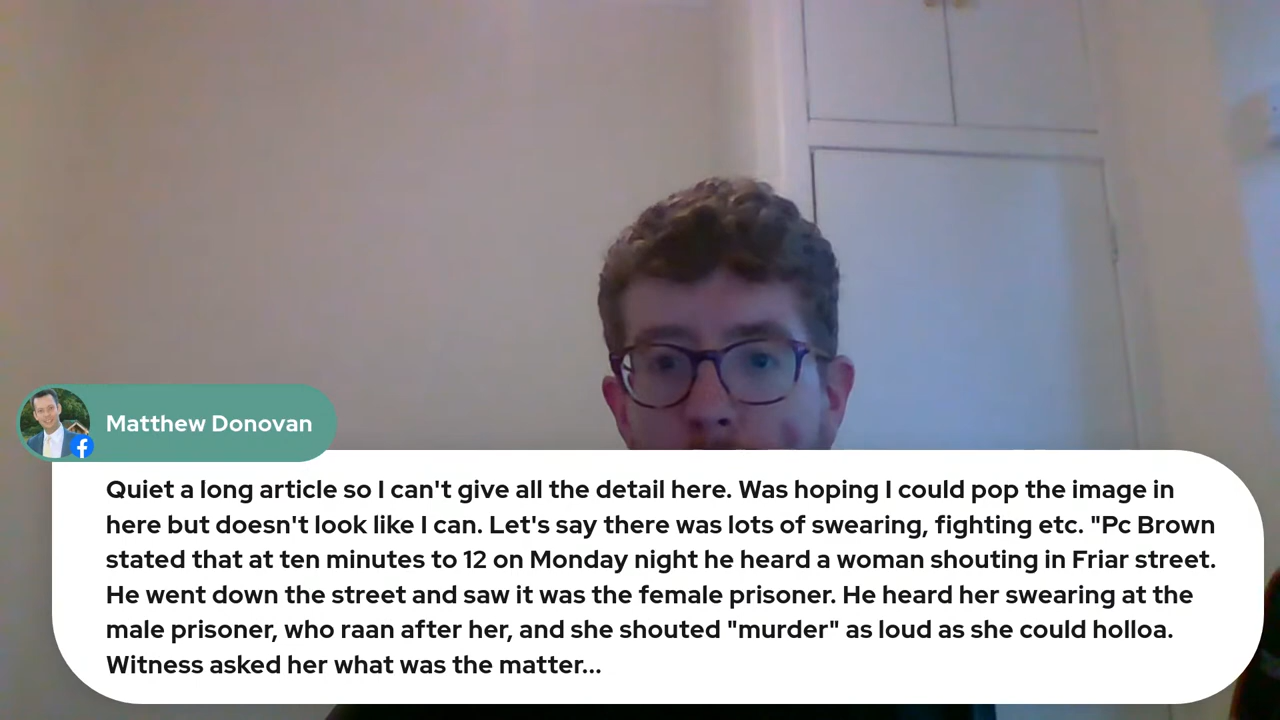 Matthew Donovan
Quiet a long article so I can't give all the detail here. Was hoping I could pop the image in
here but doesn't look like I can. Let's say there was lots of swearing, fighting etc. "Pc Brown
stated that at ten minutes to 12 on Monday night he heard a woman shouting in Friar street.
He went down the street and saw it was the female prisoner. He heard her swearing at the
male prisoner, who raan after her, and she shouted "murder" as loud as she could holloa.
Witness asked her what was the matter...